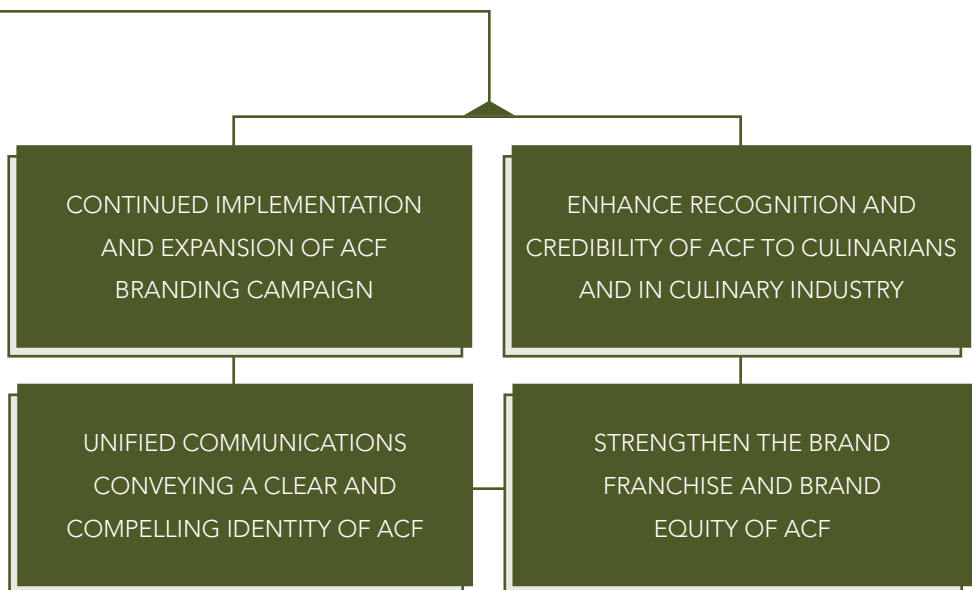 CONTINUED IMPLEMENTATION
AND EXPANSION OF ACF
BRANDING CAMPAIGN
ENHANCE RECOGNITION AND
CREDIBILITY OF ACF TO CULINARIANS
AND IN CULINARY INDUSTRY
UNIFIED COMMUNICATIONS
CONVEYING A CLEAR AND
COMPELLING IDENTITY OF ACF
STRENGTHEN THE BRAND
FRANCHISE AND BRAND
EQUITY OF ACF